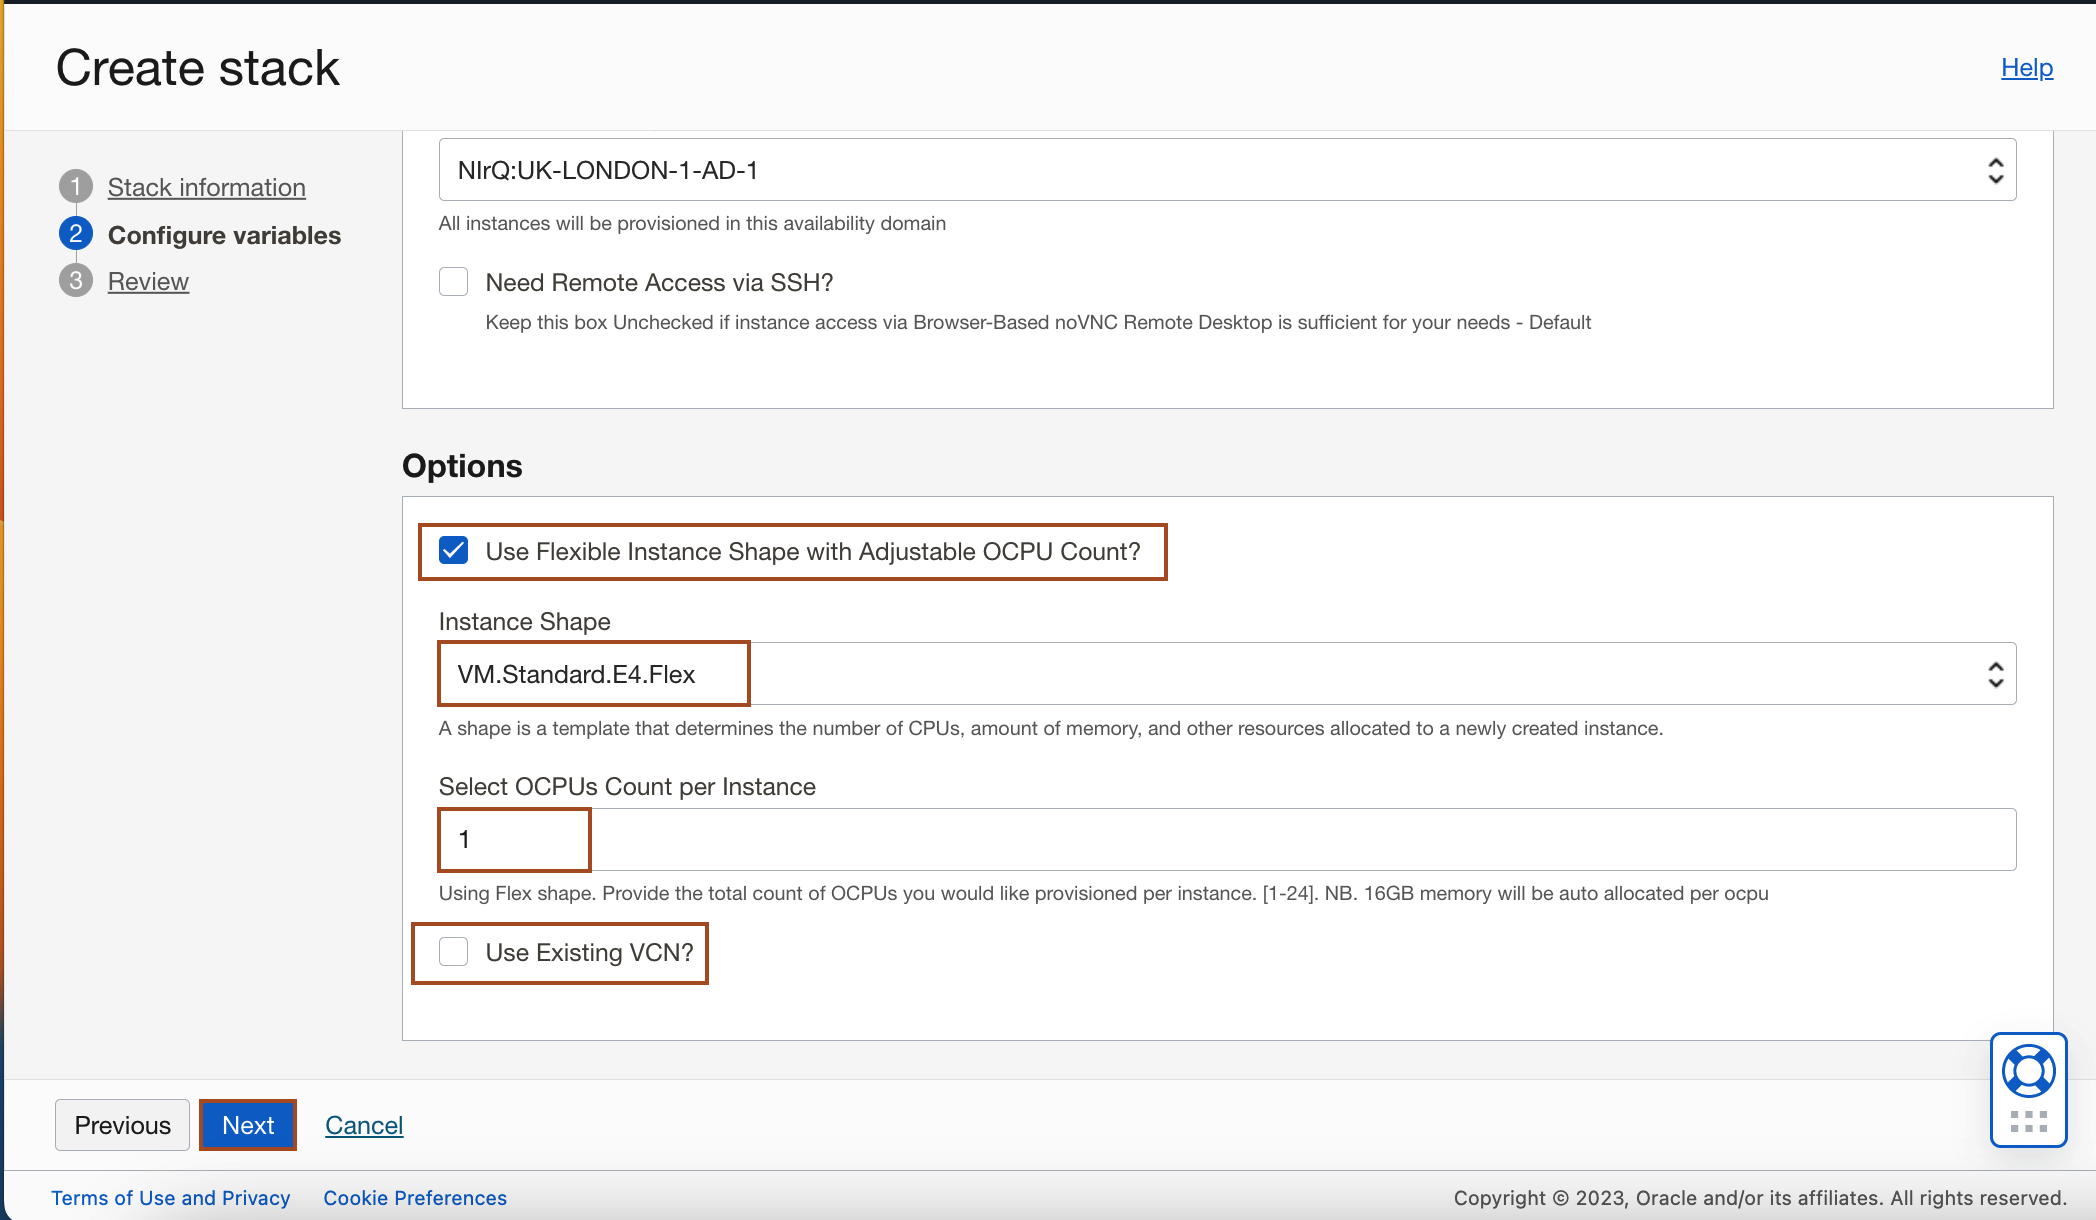 Create stack
Help
1 Stack information
2 Configure variables
3 Review
NIrQ:UK-LONDON-1-AD-1
All instances will be provisioned in this availability domain
Need Remote Access via SSH?
Keep this box Unchecked if instance access via Browser-Based noVNC Remote Desktop is sufficient for your needs - Default
Options
Use Flexible Instance Shape with Adjustable OCPU Count?
Instance Shape
VM.Standard.E4.Flex
A shape is a template that determines the number of CPUs, amount of memory, and other resources allocated to a newly created instance.
Select OCPUs Count per Instance
1
Using Flex shape. Provide the total count of OCPUs you would like provisioned per instance. [1-24]. NB. 16GB memory will be auto allocated per ocpu
Use Existing VCN?
Previous Next Cancel
Terms of Use and Privacy Cookie Preferences
Copyright © 2023, Oracle and/or its affiliates. All rights reserved.